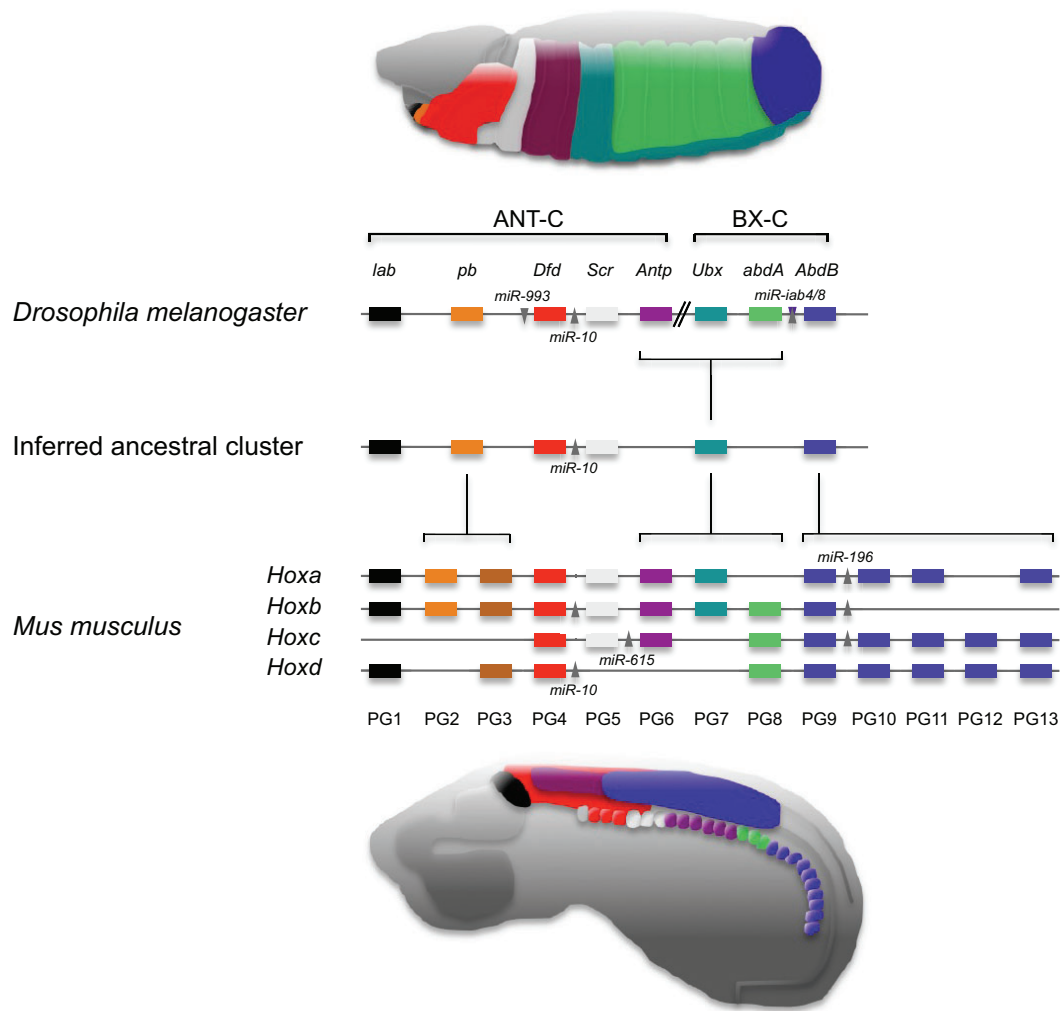 ANT-C BX-C
lab pb Dfd Scr Antp Ubx abdA AbdB
miR-993 miR-iab4/8
Drosophila melanogaster
miR-10
Inferred ancestral cluster
miR-10
miR-196
Hoxa
Hoxb
Mus musculus
Hoxc
miR-615
Hoxd
miR-10
PG1 PG2 PG3 PG4 PG5 PG6 PG7 PG8 PG9 PG10 PG11 PG12 PG13